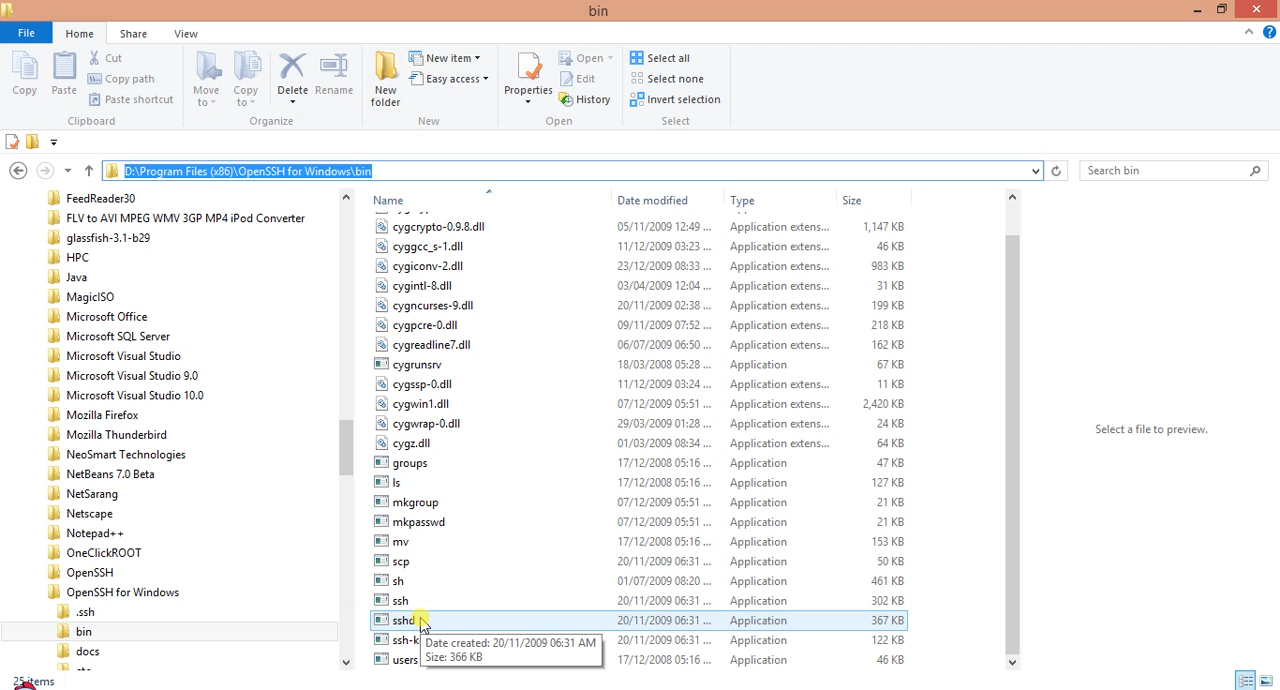 bin
File Home Share View
Copy
Paste
Cut
Copy path
Paste shortcut
Clipboard
Move to
Copy to
Delete
Rename
Organize
New folder
New item
Easy access
New
Properties
Open
Edit
History
Open
Select all
Select none
Invert selection
Select
D:\Program Files (x86)\OpenSSH for Windows\bin
Search bin
FeedReader30
FLV to AVI MPEG WMV 3GP MP4 iPod Converter
glassfish-3.1-b29
HPC
Java
MagicISO
Microsoft Office
Microsoft SQL Server
Microsoft Visual Studio
Microsoft Visual Studio 9.0
Microsoft Visual Studio 10.0
Mozilla Firefox
Mozilla Thunderbird
NeoSmart Technologies
NetBeans 7.0 Beta
NetSarang
Netscape
Notepad++
OneClickROOT
OpenSSH
OpenSSH for Windows
.ssh
bin
docs
Name Date modified Type Size
cygcrypto-0.9.8.dll 05/11/2009 12:49 ... Application extens... 1,147 KB
cyggcc_s-1.dll 11/12/2009 03:23 ... Application extens... 46 KB
cygiconv-2.dll 23/12/2009 08:33 ... Application extens... 983 KB
cygintl-8.dll 03/04/2009 12:04 ... Application extens... 31 KB
cygncurses-9.dll 20/11/2009 02:38 ... Application extens... 199 KB
cygpcre-0.dll 09/11/2009 07:52 ... Application extens... 218 KB
cygreadline7.dll 06/07/2009 06:50 ... Application extens... 162 KB
cygrunsrv 18/03/2008 05:28 ... Application 67 KB
cygssp-0.dll 11/12/2009 03:24 ... Application extens... 11 KB
cygwin1.dll 07/12/2009 05:51 ... Application extens... 2,420 KB
cygwrap-0.dll 29/03/2009 01:28 ... Application extens... 24 KB
cygz.dll 01/03/2009 08:34 ... Application extens... 64 KB
groups 17/12/2008 05:16 ... Application 47 KB
ls 17/12/2008 05:16 ... Application 127 KB
mkgroup 07/12/2009 05:51 ... Application 21 KB
mkpasswd 07/12/2009 05:51 ... Application 21 KB
mv 17/12/2008 05:16 ... Application 153 KB
scp 20/11/2009 06:31 ... Application 50 KB
sh 01/07/2009 08:20 ... Application 461 KB
ssh 20/11/2009 06:31 ... Application 302 KB
sshd 20/11/2009 06:31 ... Application 367 KB
ssh-k 20/11/2009 06:31 ... Application 122 KB
users 17/12/2008 05:16 ... Application 46 KB
Date created: 20/11/2009 06:31 AM
Size: 366 KB
Select a file to preview.
25 items